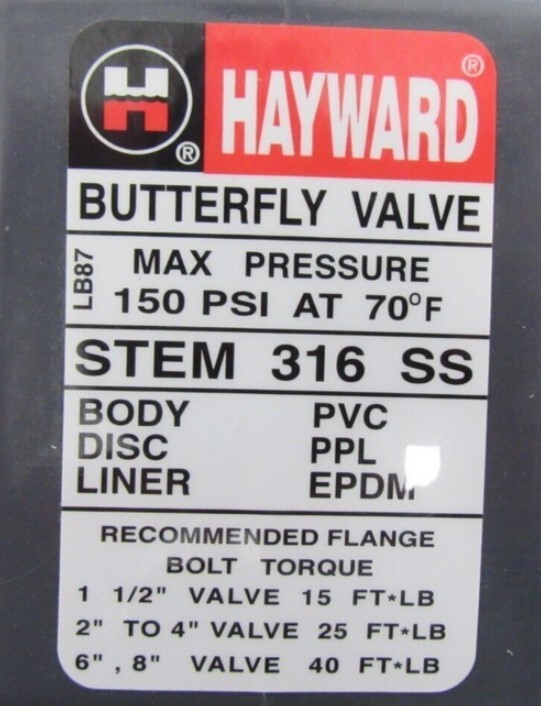 H ®
HAYWARD®
BUTTERFLY VALVE
LB87
MAX PRESSURE
150 PSI AT 70°F
STEM 316 SS
BODY PVC
DISC PPL
LINER EPDM
RECOMMENDED FLANGE
BOLT TORQUE
1 1/2" VALVE 15 FT*LB
2" TO 4" VALVE 25 FT*LB
6" , 8" VALVE 40 FT*LB